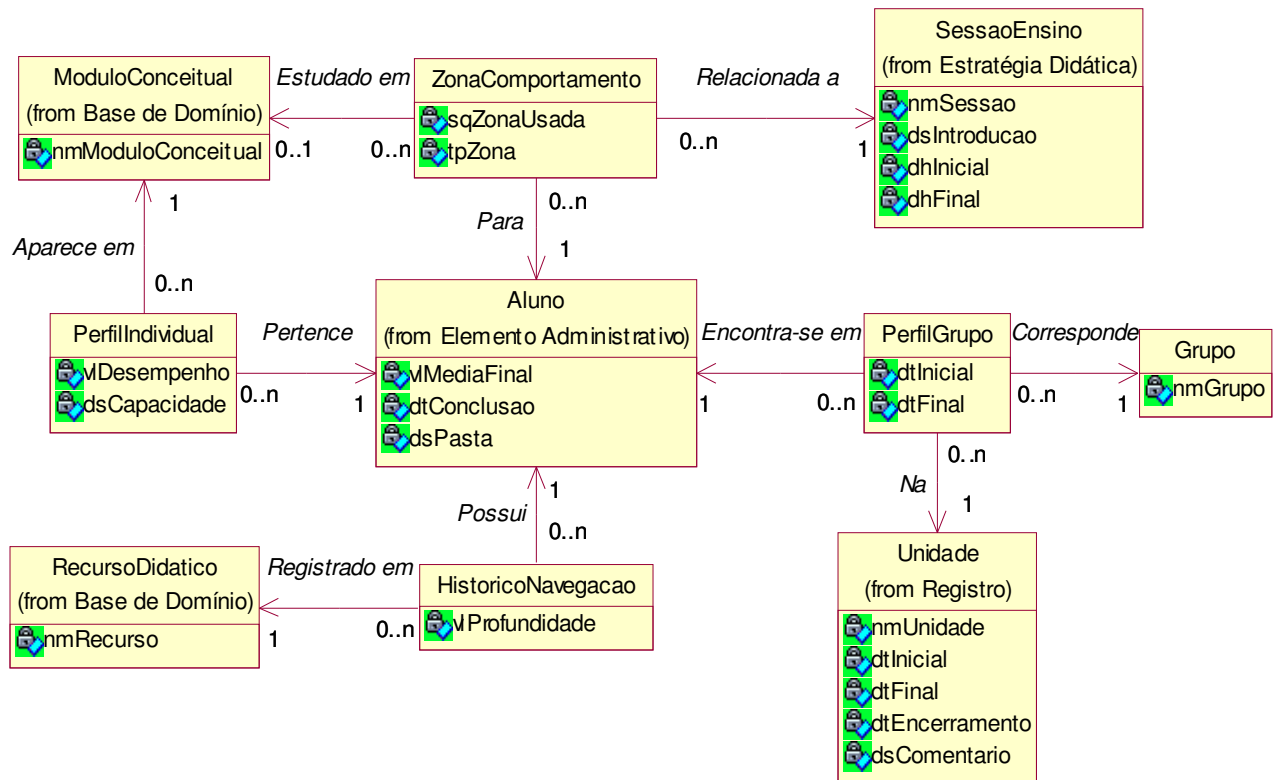 ModuloConceitual
(from Base de Domínio)
nmModuloConceitual
Estudado em
0..1
0..n
ZonaComportamento
sqZonaUsada
tpZona
Relacionada a
0..n
1
SessaoEnsino
(from Estratégia Didática)
nmSessao
dsIntroducao
dhInicial
dhFinal
1
Aparece em
0..n
0..n
Para
1
PerfilIndividual
vlDesempenho
dsCapacidade
Pertence
0..n
1
Aluno
(from Elemento Administrativo)
vlMediaFinal
dtConclusao
dsPasta
Encontra-se em
1
0..n
PerfilGrupo
dtInicial
dtFinal
Corresponde
0..n
1
Grupo
nmGrupo
1
Possui
0..n
0..n
Na
1
RecursoDidatico
(from Base de Domínio)
nmRecurso
Registrado em
1
0..n
HistoricoNavegacao
vlProfundidade
Unidade
(from Registro)
nmUnidade
dtInicial
dtFinal
dtEncerramento
dsComentario